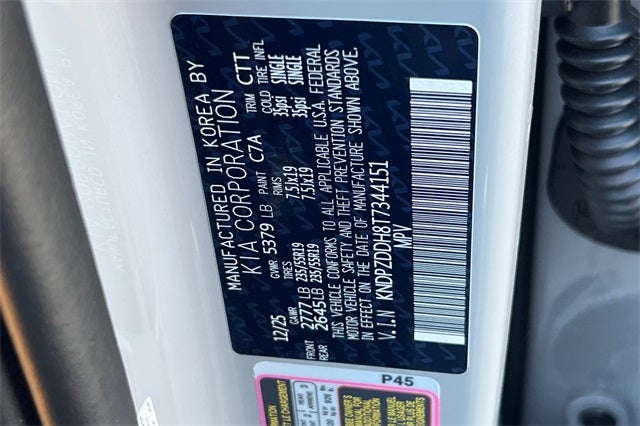 MANUFACTURED IN KOREA BY
KIA CORPORATION
12/25 GVWR 5379 LB PAINT C7A TRIM CTT
GAWR TIRES RIMS COLD TIRE INFL
FRONT 2777 LB 235/55R19 7.5Jx19 35psi SINGLE
REAR 2645 LB 235/55R19 7.5Jx19 35psi SINGLE
THIS VEHICLE CONFORMS TO ALL APPLICABLE U.S.A. FEDERAL
MOTOR VEHICLE SAFETY AND THEFT PREVENTION STANDARDS
IN EFFECT ON THE DATE OF MANUFACTURE SHOWN ABOVE.
V.I.N KNDPZDDH8T7344151
MPV
P45